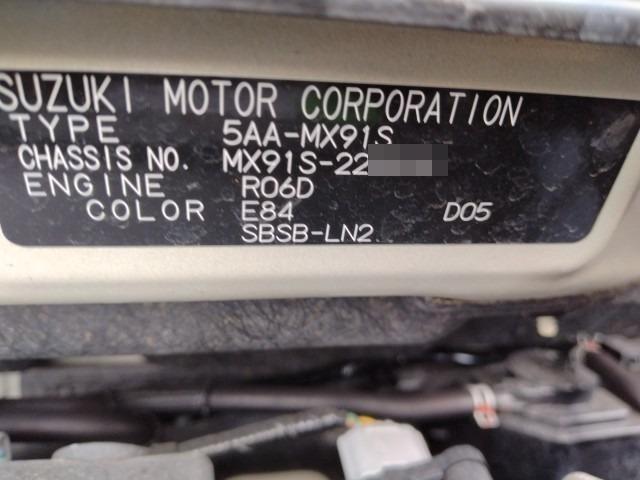 SUZUKI MOTOR CORPORATION
TYPE 5AA-MX91S
CHASSIS NO. MX91S-22
ENGINE R06D
COLOR E84 D05
SBSB-LN2